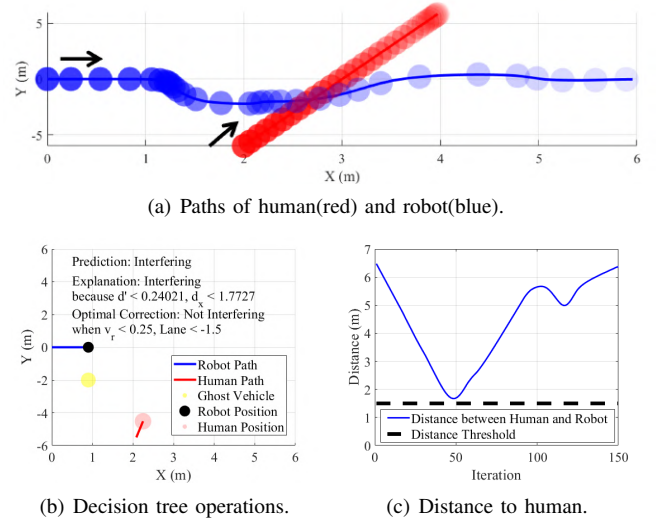 5
0
-5
Y (m)
0
1
2
3
4
5
6
X (m)
(a) Paths of human(red) and robot(blue).
6
4
2
0
-2
-4
-6
Y (m)
Prediction: Interfering
Explanation: Interfering
because d' < 0.24021, d_x < 1.7727
Optimal Correction: Not Interfering
when v_r < 0.25, Lane < -1.5
Robot Path
Human Path
Ghost Vehicle
Robot Position
Human Position
0
1
2
3
4
5
6
X (m)
(b) Decision tree operations.
7
6
5
4
3
2
1
0
Distance (m)
Distance between Human and Robot
Distance Threshold
0
50
100
150
Iteration
(c) Distance to human.